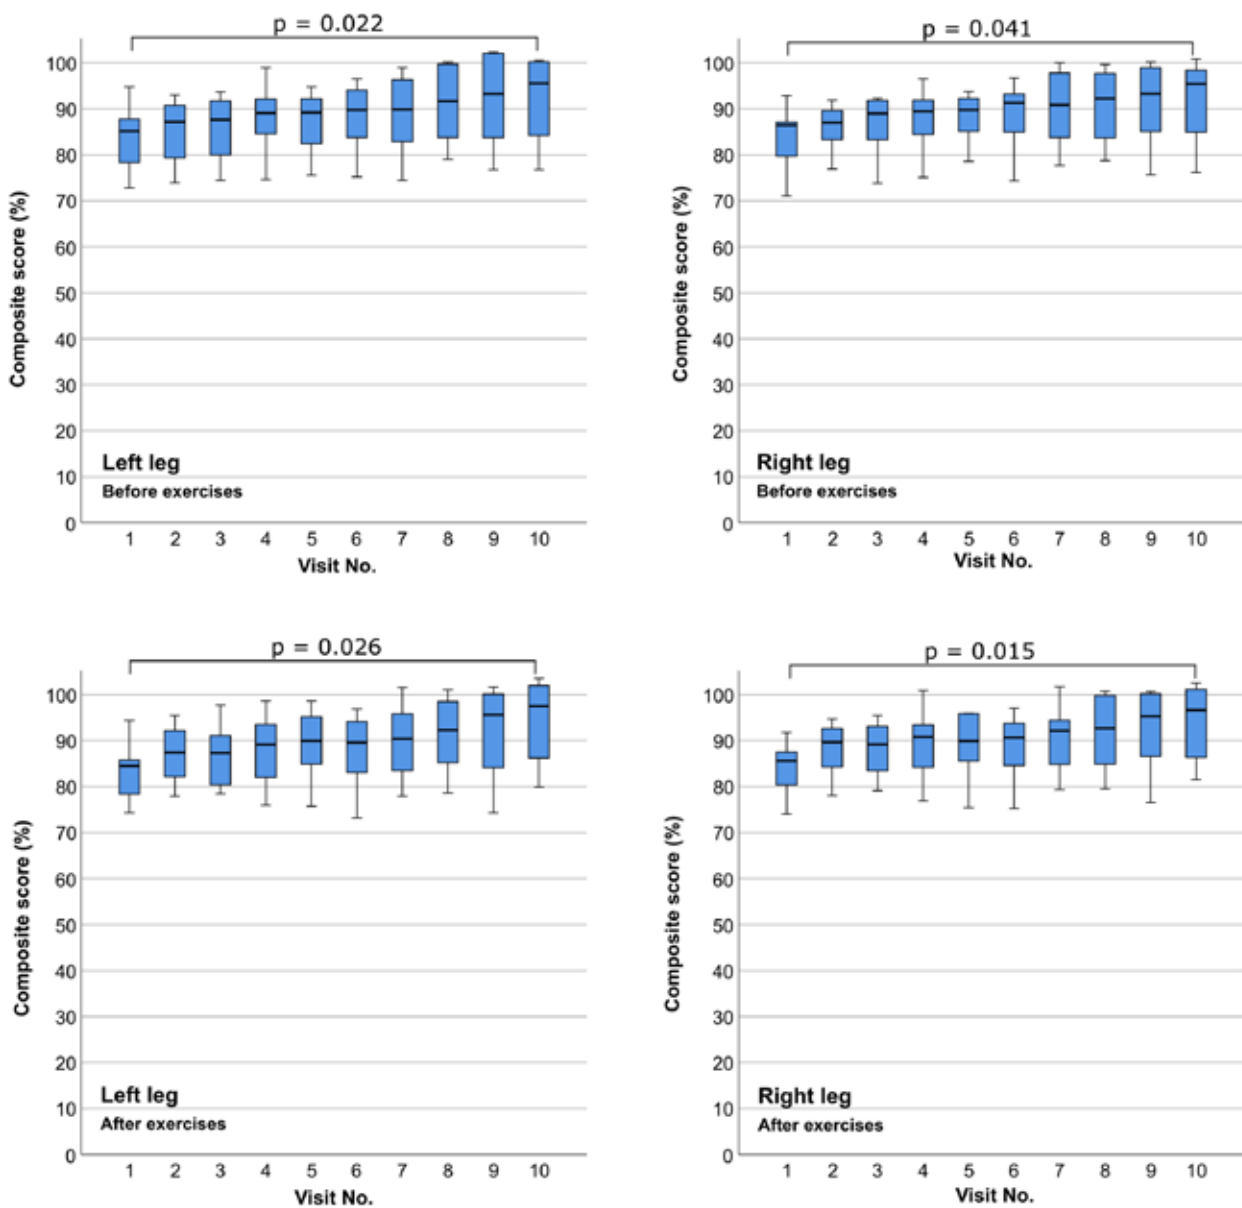 p = 0.022
100
90
80
70
60
50
40
30
20
10
0
Composite score (%)
Left leg
Before exercises
1 2 3 4 5 6 7 8 9 10
Visit No.
p = 0.041
100
90
80
70
60
50
40
30
20
10
0
Composite score (%)
Right leg
Before exercises
1 2 3 4 5 6 7 8 9 10
Visit No.
p = 0.026
100
90
80
70
60
50
40
30
20
10
0
Composite score (%)
Left leg
After exercises
1 2 3 4 5 6 7 8 9 10
Visit No.
p = 0.015
100
90
80
70
60
50
40
30
20
10
0
Composite score (%)
Right leg
After exercises
1 2 3 4 5 6 7 8 9 10
Visit No.